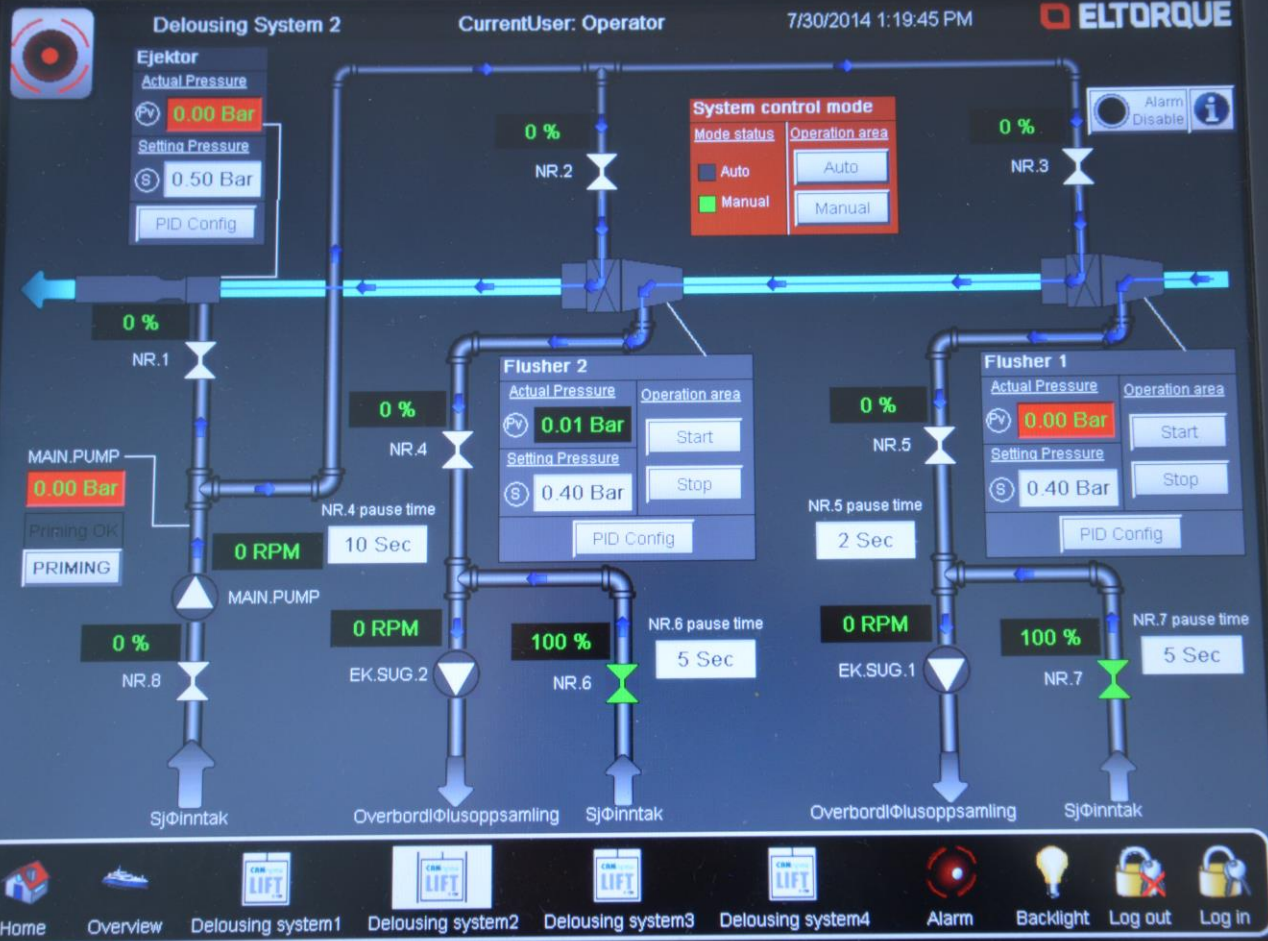 Delousing System 2
CurrentUser: Operator
7/30/2014 1:19:45 PM
ELTORQUE
Ejektor
Actual Pressure
Pv
0.00 Bar
Setting Pressure
S
0.50 Bar
PID Config
0 %
NR.2
System control mode
Mode status
Operation area
Auto
Auto
Manual
Manual
0 %
NR.3
Alarm
Disable
i
0 %
NR.1
MAIN.PUMP
0.00 Bar
Priming OK
PRIMING
0 RPM
MAIN.PUMP
0 %
NR.8
SjΦinntak
0 %
NR.4
NR.4 pause time
10 Sec
Flusher 2
Actual Pressure
Operation area
Pv
0.01 Bar
Start
Setting Pressure
S
0.40 Bar
Stop
PID Config
0 RPM
EK.SUG.2
100 %
NR.6
NR.6 pause time
5 Sec
OverbordlΦlusoppsamling
SjΦinntak
0 %
NR.5
NR.5 pause time
2 Sec
Flusher 1
Actual Pressure
Operation area
Pv
0.00 Bar
Start
Setting Pressure
S
0.40 Bar
Stop
PID Config
0 RPM
EK.SUG.1
100 %
NR.7
NR.7 pause time
5 Sec
OverbordlΦlusoppsamling
SjΦinntak
Home
Overview
LIFT
Delousing system1
LIFT
Delousing system2
LIFT
Delousing system3
LIFT
Delousing system4
Alarm
Backlight
Log out
Log in